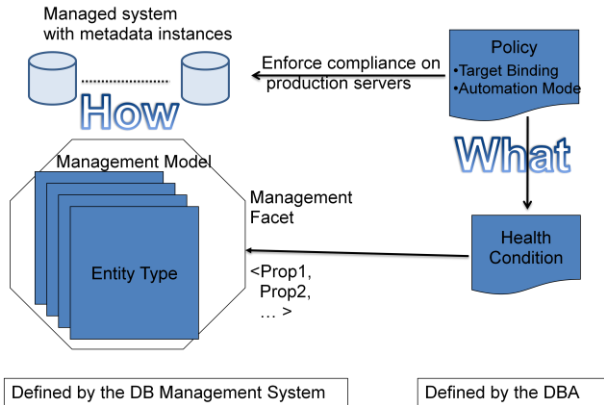 Managed system
with metadata instances
Enforce compliance on
production servers
Policy
•Target Binding
•Automation Mode
How
What
Management Model
Management
Facet
Entity Type
<Prop1,
Prop2,
... >
Health
Condition
Defined by the DB Management System
Defined by the DBA